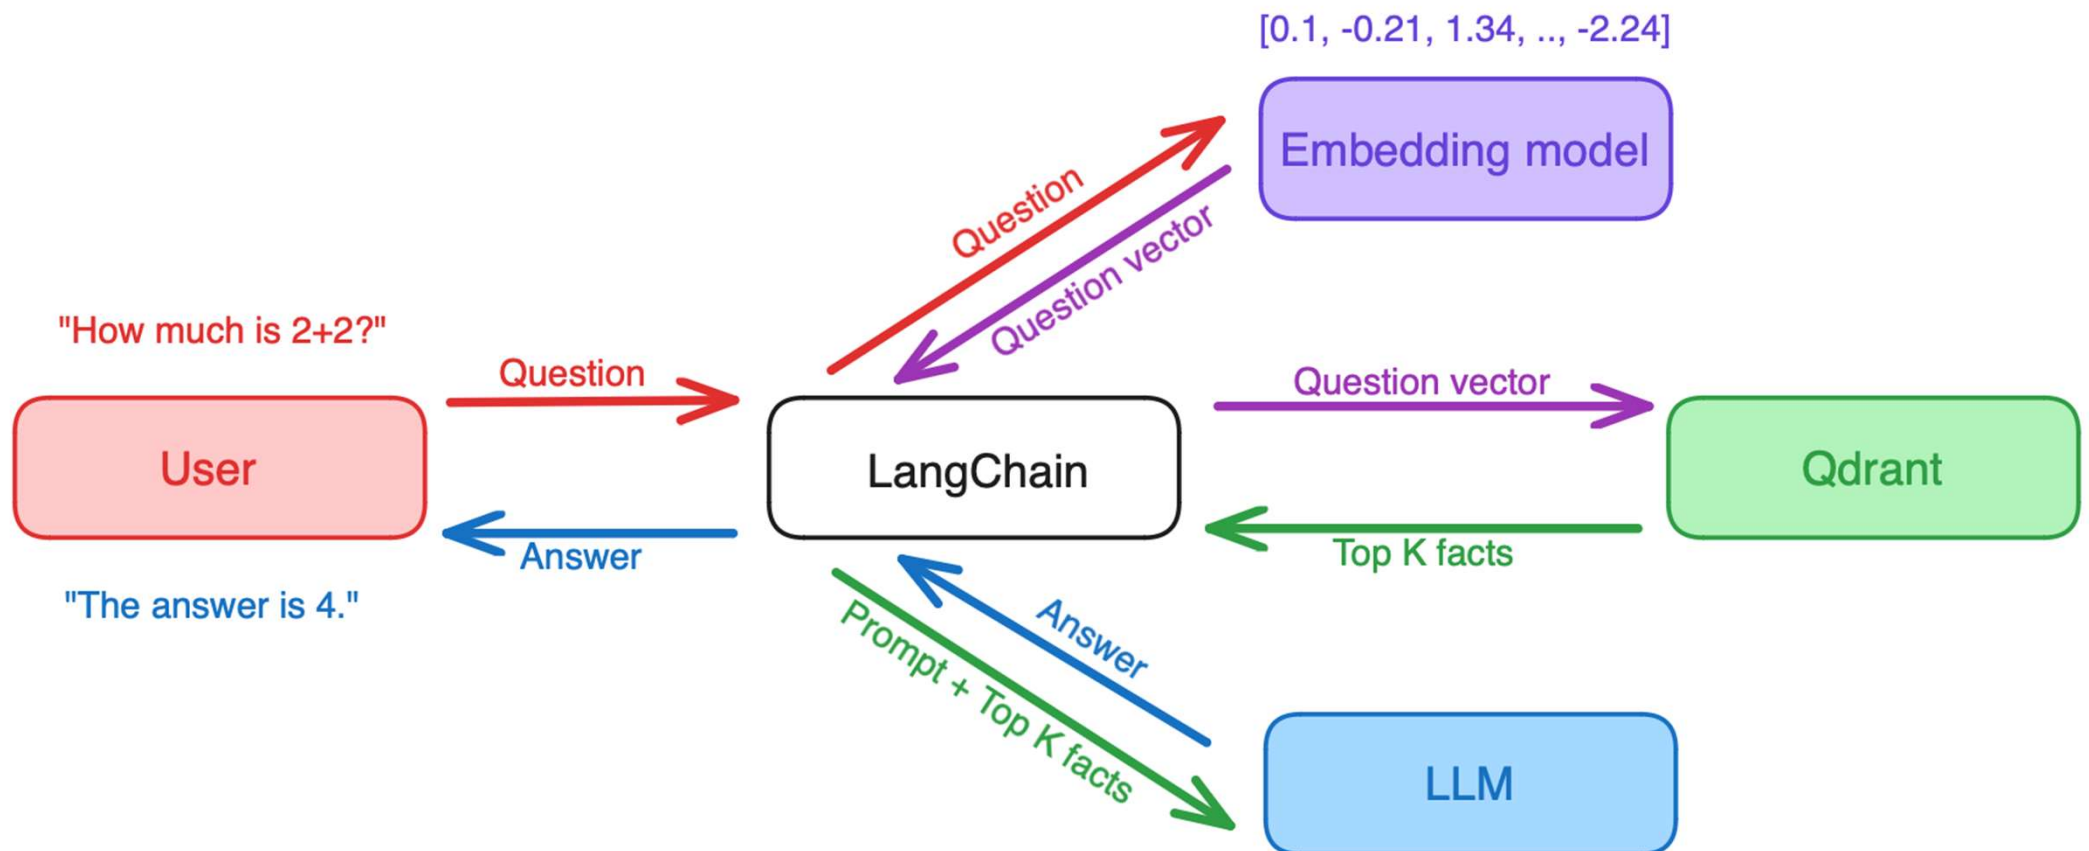 [0.1, -0.21, 1.34, .., -2.24]
Embedding model
Question
Question vector
"How much is 2+2?"
Question
Question vector
User
LangChain
Qdrant
Answer
Top K facts
"The answer is 4."
Answer
Prompt + Top K facts
LLM